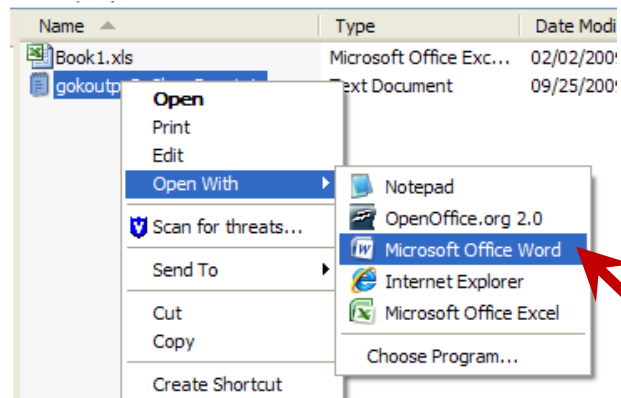 Name Type Date Modi
Book1.xls Microsoft Office Exc... 02/02/2009
gokoutp Text Document 09/25/2009
Open
Print
Edit
Open With
Notepad
OpenOffice.org 2.0
Microsoft Office Word
Internet Explorer
Microsoft Office Excel
Choose Program...
Scan for threats...
Send To
Cut
Copy
Create Shortcut